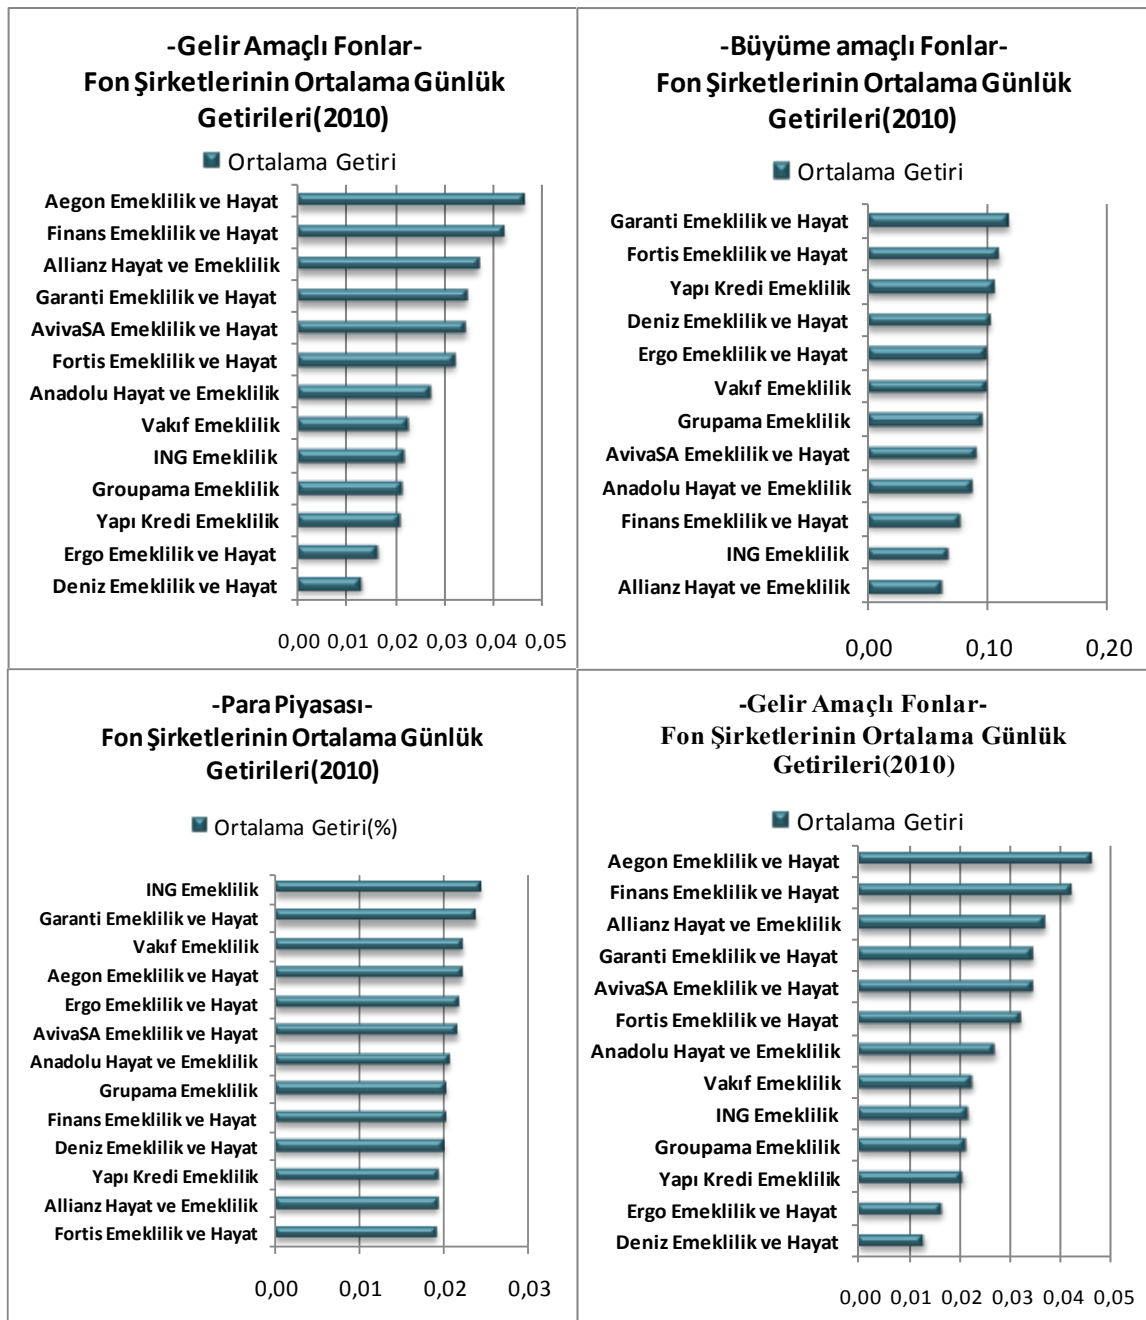 -Gelir Amaçlı Fonlar-
Fon Şirketlerinin Ortalama Günlük
Getirileri(2010)
Ortalama Getiri
Aegon Emeklilik ve Hayat
Finans Emeklilik ve Hayat
Allianz Hayat ve Emeklilik
Garanti Emeklilik ve Hayat
AvivaSA Emeklilik ve Hayat
Fortis Emeklilik ve Hayat
Anadolu Hayat ve Emeklilik
Vakıf Emeklilik
ING Emeklilik
Groupama Emeklilik
Yapı Kredi Emeklilik
Ergo Emeklilik ve Hayat
Deniz Emeklilik ve Hayat
0,00 0,01 0,02 0,03 0,04 0,05
-Büyüme amaçlı Fonlar-
Fon Şirketlerinin Ortalama Günlük
Getirileri(2010)
Ortalama Getiri
Garanti Emeklilik ve Hayat
Fortis Emeklilik ve Hayat
Yapı Kredi Emeklilik
Deniz Emeklilik ve Hayat
Ergo Emeklilik ve Hayat
Vakıf Emeklilik
Grupama Emeklilik
AvivaSA Emeklilik ve Hayat
Anadolu Hayat ve Emeklilik
Finans Emeklilik ve Hayat
ING Emeklilik
Allianz Hayat ve Emeklilik
0,00 0,10 0,20
-Para Piyasası-
Fon Şirketlerinin Ortalama Günlük
Getirileri(2010)
Ortalama Getiri(%)
ING Emeklilik
Garanti Emeklilik ve Hayat
Vakıf Emeklilik
Aegon Emeklilik ve Hayat
Ergo Emeklilik ve Hayat
AvivaSA Emeklilik ve Hayat
Anadolu Hayat ve Emeklilik
Grupama Emeklilik
Finans Emeklilik ve Hayat
Deniz Emeklilik ve Hayat
Yapı Kredi Emeklilik
Allianz Hayat ve Emeklilik
Fortis Emeklilik ve Hayat
0,00 0,01 0,02 0,03
-Gelir Amaçlı Fonlar-
Fon Şirketlerinin Ortalama Günlük
Getirileri(2010)
Ortalama Getiri
Aegon Emeklilik ve Hayat
Finans Emeklilik ve Hayat
Allianz Hayat ve Emeklilik
Garanti Emeklilik ve Hayat
AvivaSA Emeklilik ve Hayat
Fortis Emeklilik ve Hayat
Anadolu Hayat ve Emeklilik
Vakıf Emeklilik
ING Emeklilik
Groupama Emeklilik
Yapı Kredi Emeklilik
Ergo Emeklilik ve Hayat
Deniz Emeklilik ve Hayat
0,00 0,01 0,02 0,03 0,04 0,05